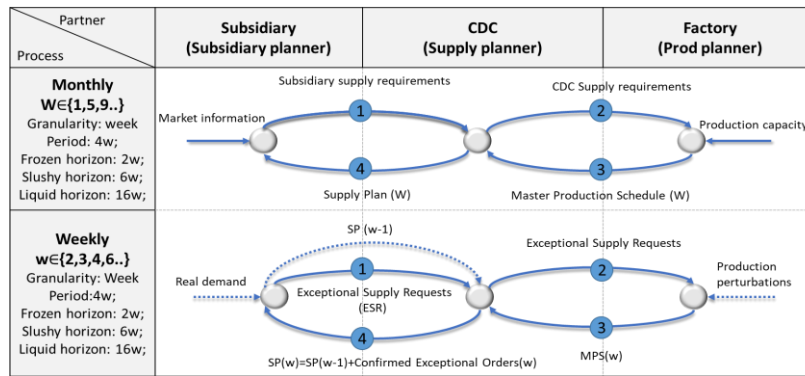 Partner
Process
Subsidiary
(Subsidiary planner)
CDC
(Supply planner)
Factory
(Prod planner)
Monthly
W∈{1,5,9..}
Granularity: week
Period: 4w;
Frozen horizon: 2w;
Slushy horizon: 6w;
Liquid horizon: 16w;
Subsidiary supply requirements
CDC Supply requirements
Market information
1
2
Production capacity
4
3
Supply Plan (W)
Master Production Schedule (W)
Weekly
w∈{2,3,4,6..}
Granularity: Week
Period:4w;
Frozen horizon: 2w;
Slushy horizon: 6w;
Liquid horizon: 16w;
SP (w-1)
Exceptional Supply Requests
Real demand
1
2
Production
perturbations
Exceptional Supply Requests
(ESR)
4
3
SP(w)=SP(w-1)+Confirmed Exceptional Orders(w)
MPS(w)